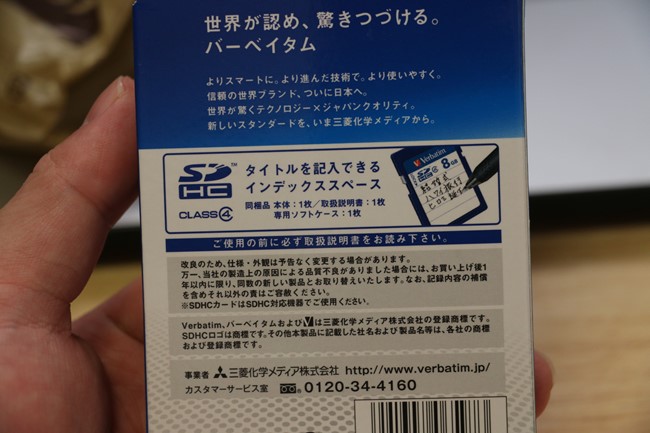 世界が認め、驚きつづける。
バーベイタム
よりスマートに。より進んだ技術で。より使いやすく。
信頼の世界ブランド、ついに日本へ。
世界が驚くテクノロジー×ジャパンクオリティ。
新しいスタンダードを、いま三菱化学メディアから。
SD HC ™
CLASS④
タイトルを記入できる
インデックススペース
同梱品 本体：1枚／取扱説明書：1枚
専用ソフトケース：1枚
Verbatim
SDHC ④ 8GB
結婚式
ハワイ旅行
ご使用の前に必ず取扱説明書をお読み下さい。
改良のため、仕様・外観は予告なく変更する場合があります。
万一、当社の製造上の原因による品質不良がありました場合には、お買い上げ後1
年以内に限り、同数の新しい製品とお取り替えいたします。なお、記録内容の補償
を含めそれ以外の責はご容赦ください。
※SDHCカードはSDHC対応機器でご使用ください。
Verbatim、バーベイタムおよびVは三菱化学メディア株式会社の登録商標です。
SDHCロゴは商標です。その他本製品に記載した社名および製品名等は、各社の商標
および登録商標です。
事業者 三菱化学メディア株式会社 http://www.verbatim.jp/
カスタマーサービス室 0120-34-4160